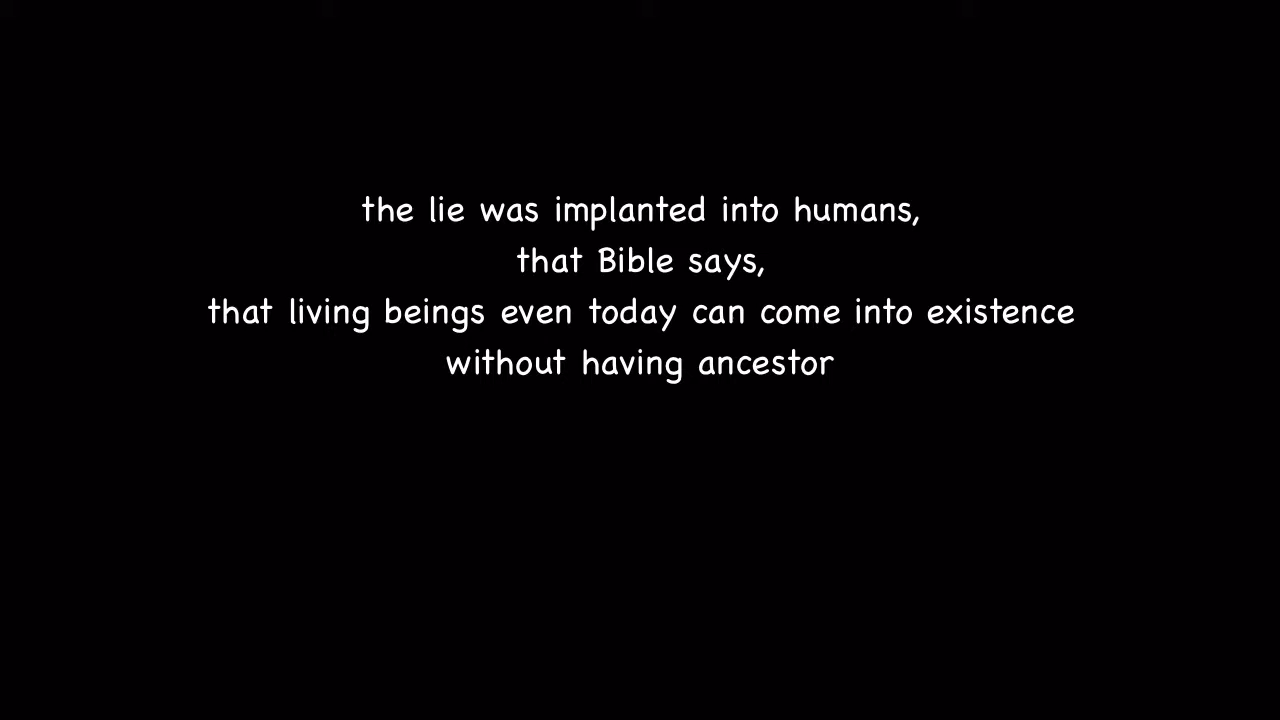 the lie was implanted into humans,
that Bible says,
that living beings even today can come into existence
without having ancestor